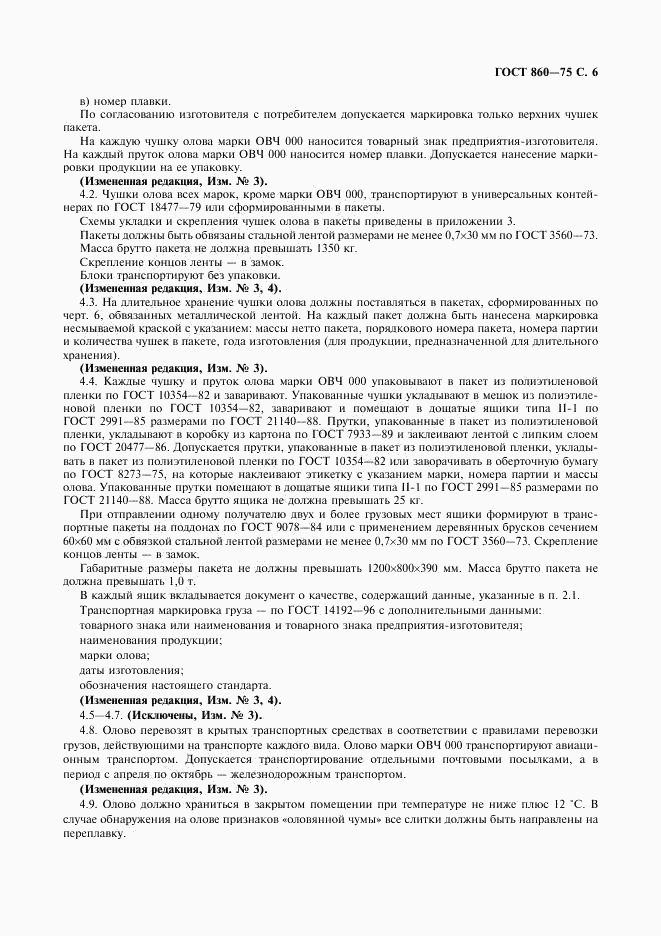 ГОСТ 860—75 С. 6
в) номер плавки.
По согласованию изготовителя с потребителем допускается маркировка только верхних чушек
пакета.
На каждую чушку олова марки ОВЧ 000 наносится товарный знак предприятия-изготовителя.
На каждый пруток олова марки ОВЧ 000 наносится номер плавки. Допускается нанесение марки-
ровки продукции на ее упаковку.
(Измененная редакция, Изм. № 3).
4.2. Чушки олова всех марок, кроме марки ОВЧ 000, транспортируют в универсальных контей-
нерах по ГОСТ 18477—79 или сформированными в пакеты.
Схемы укладки и скрепления чушек олова в пакеты приведены в приложении 3.
Пакеты должны быть обвязаны стальной лентой размерами не менее 0,7×30 мм по ГОСТ 3560—73.
Масса брутто пакета не должна превышать 1350 кг.
Скрепление концов ленты — в замок.
Блоки транспортируют без упаковки.
(Измененная редакция, Изм. № 3, 4).
4.3. На длительное хранение чушки олова должны поставляться в пакетах, сформированных по
черт. 6, обвязанных металлической лентой. На каждый пакет должна быть нанесена маркировка
несмываемой краской с указанием: массы нетто пакета, порядкового номера пакета, номера партии
и количества чушек в пакете, года изготовления (для продукции, предназначенной для длительного
хранения).
(Измененная редакция, Изм. № 3).
4.4. Каждые чушку и пруток олова марки ОВЧ 000 упаковывают в пакет из полиэтиленовой
пленки по ГОСТ 10354—82 и заваривают. Упакованные чушки укладывают в мешок из полиэтиле-
новой пленки по ГОСТ 10354—82, заваривают и помещают в дощатые ящики типа II-1 по
ГОСТ 2991—85 размерами по ГОСТ 21140—88. Прутки, упакованные в пакет из полиэтиленовой
пленки, укладывают в коробку из картона по ГОСТ 7933—89 и заклеивают лентой с липким слоем
по ГОСТ 20477—86. Допускается прутки, упакованные в пакет из полиэтиленовой пленки, уклады-
вать в пакет из полиэтиленовой пленки по ГОСТ 10354—82 или заворачивать в оберточную бумагу
по ГОСТ 8273—75, на которые наклеивают этикетку с указанием марки, номера партии и массы
олова. Упакованные прутки помещают в дощатые ящики типа II-1 по ГОСТ 2991—85 размерами по
ГОСТ 21140—88. Масса брутто ящика не должна превышать 25 кг.
При отправлении одному получателю двух и более грузовых мест ящики формируют в транс-
портные пакеты на поддонах по ГОСТ 9078—84 или с применением деревянных брусков сечением
60×60 мм с обвязкой стальной лентой размерами не менее 0,7×30 мм по ГОСТ 3560—73. Скрепление
концов ленты — в замок.
Габаритные размеры пакета не должны превышать 1200×800×390 мм. Масса брутто пакета не
должна превышать 1,0 т.
В каждый ящик вкладывается документ о качестве, содержащий данные, указанные в п. 2.1.
Транспортная маркировка груза — по ГОСТ 14192—96 с дополнительными данными:
товарного знака или наименования и товарного знака предприятия-изготовителя;
наименования продукции;
марки олова;
даты изготовления;
обозначения настоящего стандарта.
(Измененная редакция, Изм. № 3, 4).
4.5—4.7. (Исключены, Изм. № 3).
4.8. Олово перевозят в крытых транспортных средствах в соответствии с правилами перевозки
грузов, действующими на транспорте каждого вида. Олово марки ОВЧ 000 транспортируют авиаци-
онным транспортом. Допускается транспортирование отдельными почтовыми посылками, а в
период с апреля по октябрь — железнодорожным транспортом.
(Измененная редакция, Изм. № 3).
4.9. Олово должно храниться в закрытом помещении при температуре не ниже плюс 12 °С. В
случае обнаружения на олове признаков «оловянной чумы» все слитки должны быть направлены на
переплавку.